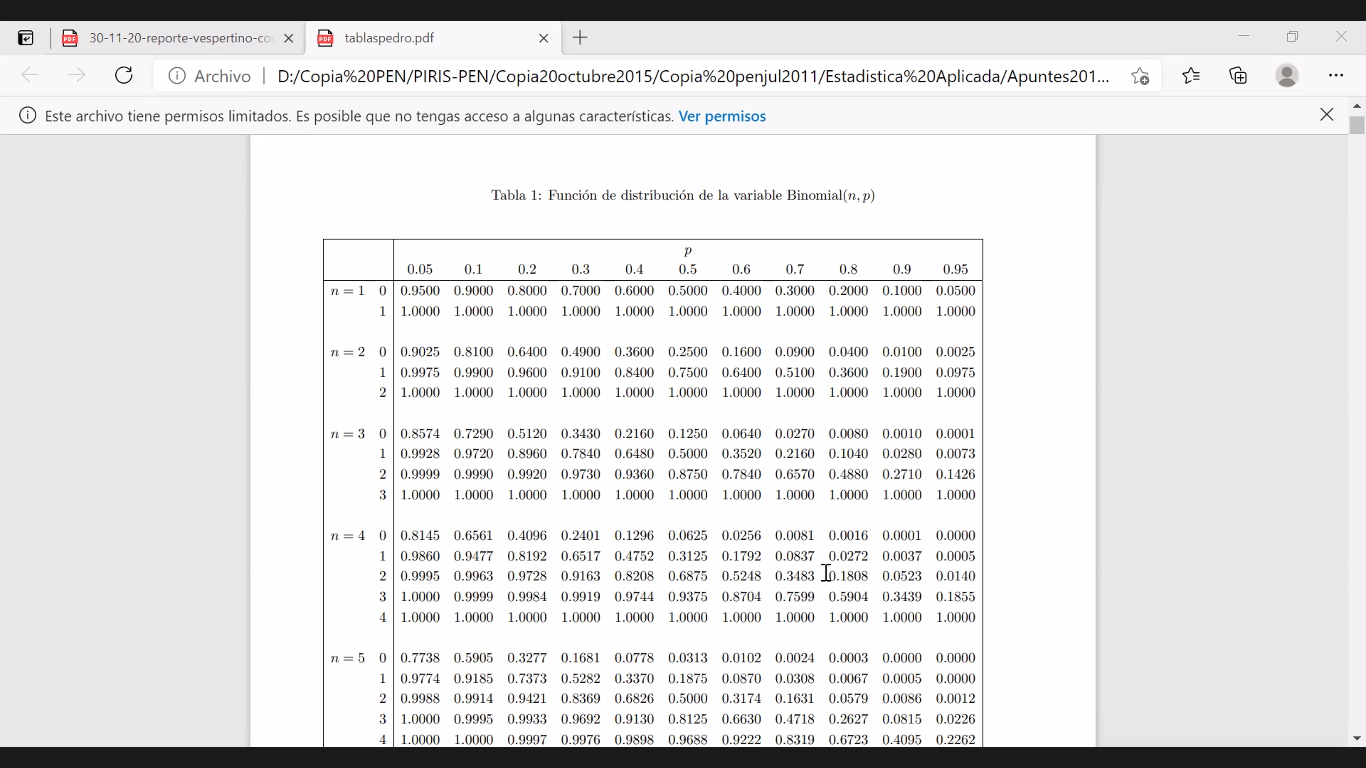 30-11-20-reporte-vespertino-co
tablaspedro.pdf
Archivo | D:/Copia%20PEN/PIRIS-PEN/Copia20octubre2015/Copia%20penjul2011/Estadistica%20Aplicada/Apuntes201...
Este archivo tiene permisos limitados. Es posible que no tengas acceso a algunas características. Ver permisos
Tabla 1: Función de distribución de la variable Binomial(n, p)
p
0.05 0.1 0.2 0.3 0.4 0.5 0.6 0.7 0.8 0.9 0.95
n = 1 0 0.9500 0.9000 0.8000 0.7000 0.6000 0.5000 0.4000 0.3000 0.2000 0.1000 0.0500
1 1.0000 1.0000 1.0000 1.0000 1.0000 1.0000 1.0000 1.0000 1.0000 1.0000 1.0000
n = 2 0 0.9025 0.8100 0.6400 0.4900 0.3600 0.2500 0.1600 0.0900 0.0400 0.0100 0.0025
1 0.9975 0.9900 0.9600 0.9100 0.8400 0.7500 0.6400 0.5100 0.3600 0.1900 0.0975
2 1.0000 1.0000 1.0000 1.0000 1.0000 1.0000 1.0000 1.0000 1.0000 1.0000 1.0000
n = 3 0 0.8574 0.7290 0.5120 0.3430 0.2160 0.1250 0.0640 0.0270 0.0080 0.0010 0.0001
1 0.9928 0.9720 0.8960 0.7840 0.6480 0.5000 0.3520 0.2160 0.1040 0.0280 0.0073
2 0.9999 0.9990 0.9920 0.9730 0.9360 0.8750 0.7840 0.6570 0.4880 0.2710 0.1426
3 1.0000 1.0000 1.0000 1.0000 1.0000 1.0000 1.0000 1.0000 1.0000 1.0000 1.0000
n = 4 0 0.8145 0.6561 0.4096 0.2401 0.1296 0.0625 0.0256 0.0081 0.0016 0.0001 0.0000
1 0.9860 0.9477 0.8192 0.6517 0.4752 0.3125 0.1792 0.0837 0.0272 0.0037 0.0005
2 0.9995 0.9963 0.9728 0.9163 0.8208 0.6875 0.5248 0.3483 0.1808 0.0523 0.0140
3 1.0000 0.9999 0.9984 0.9919 0.9744 0.9375 0.8704 0.7599 0.5904 0.3439 0.1855
4 1.0000 1.0000 1.0000 1.0000 1.0000 1.0000 1.0000 1.0000 1.0000 1.0000 1.0000
n = 5 0 0.7738 0.5905 0.3277 0.1681 0.0778 0.0313 0.0102 0.0024 0.0003 0.0000 0.0000
1 0.9774 0.9185 0.7373 0.5282 0.3370 0.1875 0.0870 0.0308 0.0067 0.0005 0.0000
2 0.9988 0.9914 0.9421 0.8369 0.6826 0.5000 0.3174 0.1631 0.0579 0.0086 0.0012
3 1.0000 0.9995 0.9933 0.9692 0.9130 0.8125 0.6630 0.4718 0.2627 0.0815 0.0226
4 1.0000 1.0000 0.9997 0.9976 0.9898 0.9688 0.9222 0.8319 0.6723 0.4095 0.2262